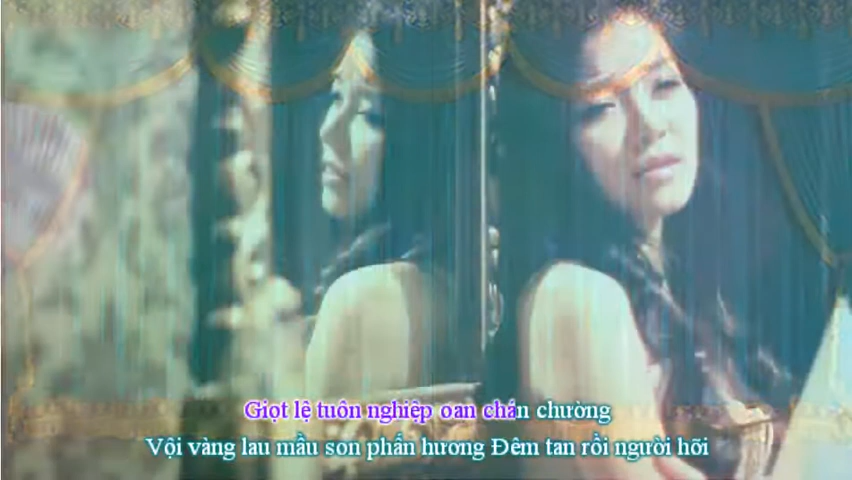 Giọt lệ tuôn nghiệp oan chán chường
Vội vàng lau mầu son phấn hương Đêm tan rồi người hỡi